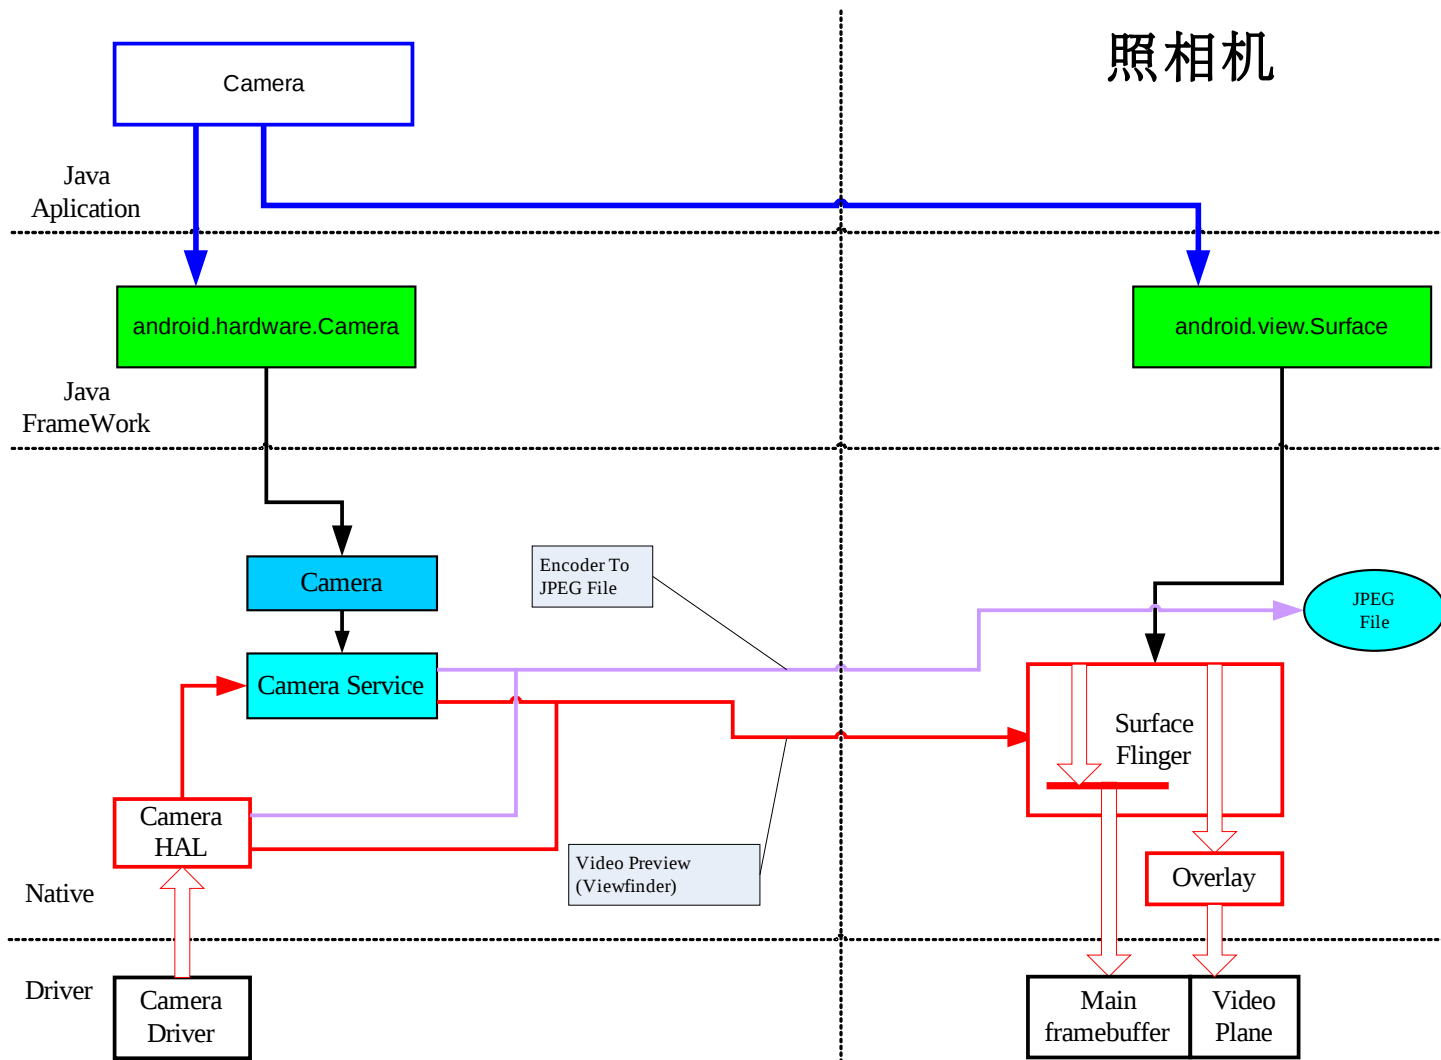 照相机
Camera
Java
Aplication
android.hardware.Camera
android.view.Surface
Java
FrameWork
Camera
Encoder To
JPEG File
JPEG
File
Camera Service
Surface
Flinger
Camera
HAL
Video Preview
(Viewfinder)
Overlay
Native
Driver
Camera
Driver
Main
framebuffer
Video
Plane